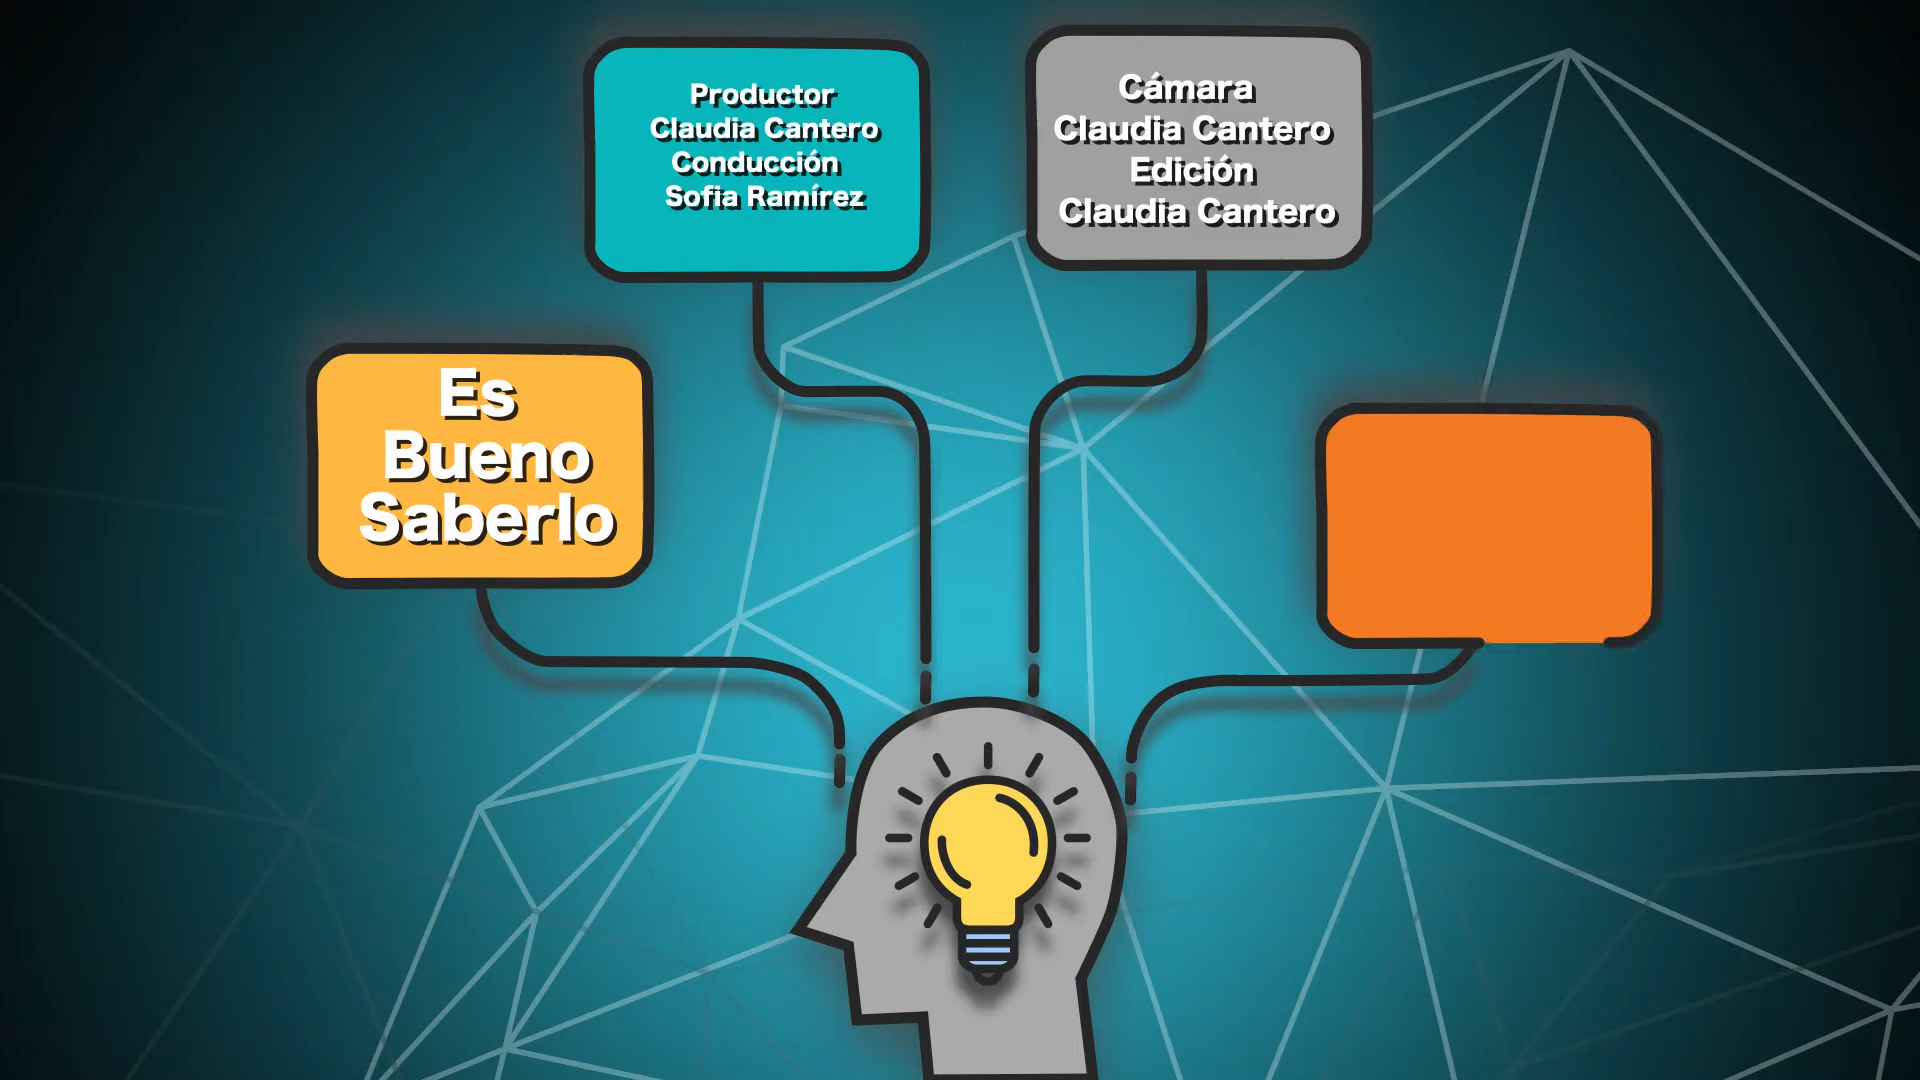 Es
Bueno
Saberlo
Productor
Claudia Cantero
Conducción
Sofia Ramírez
Cámara
Claudia Cantero
Edición
Claudia Cantero